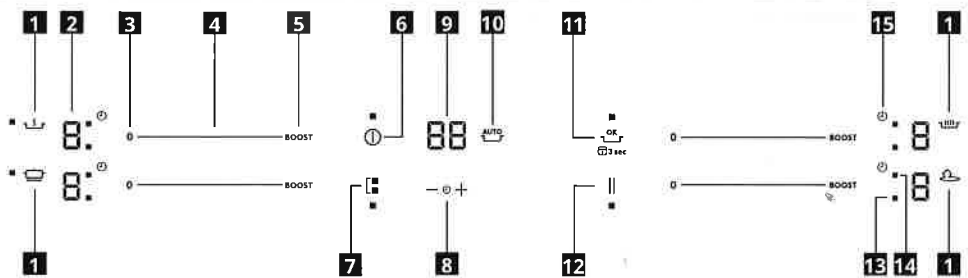 1 2 3 4 5 6 9 10 11 15 1
8 0 BOOST 88 AUTO OK 0 BOOST 8
3 sec
8 0 BOOST - + 0 BOOST 8
1 7 8 12 13 14 1